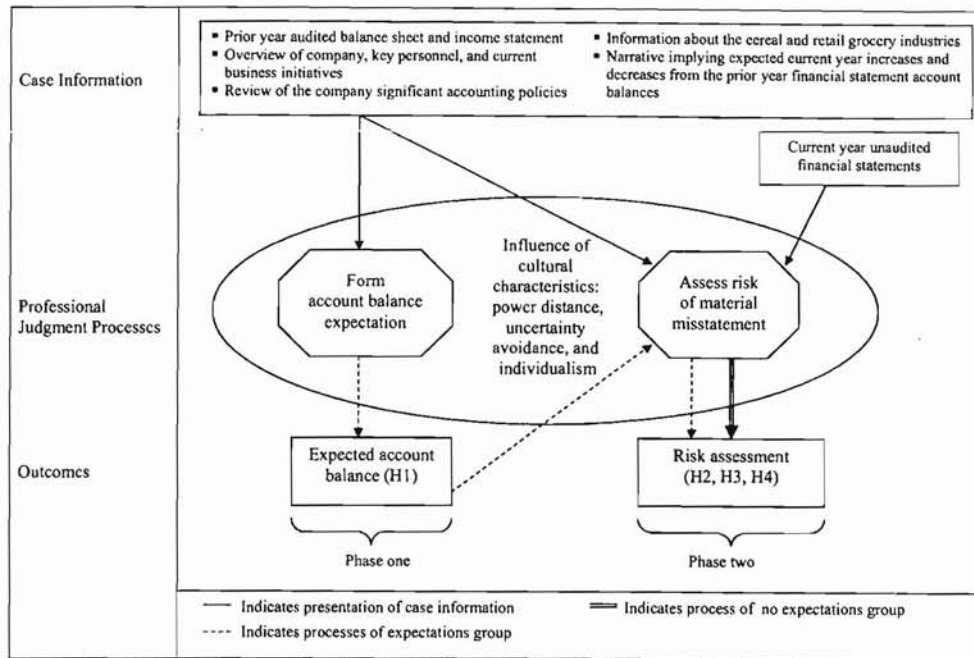 Case Information
▪ Prior year audited balance sheet and income statement
▪ Overview of company, key personnel, and current
business initiatives
▪ Review of the company significant accounting policies
▪ Information about the cereal and retail grocery industries
▪ Narrative implying expected current year increases and
decreases from the prior year financial statement account
balances
Current year unaudited
financial statements
Professional
Judgment Processes
Form
account balance
expectation
Influence of
cultural
characteristics:
power distance,
uncertainty
avoidance, and
individualism
Assess risk
of material
misstatement
Outcomes
Expected account
balance (H1)
Risk assessment
(H2, H3, H4)
Phase one
Phase two
Indicates presentation of case information
Indicates process of no expectations group
Indicates processes of expectations group